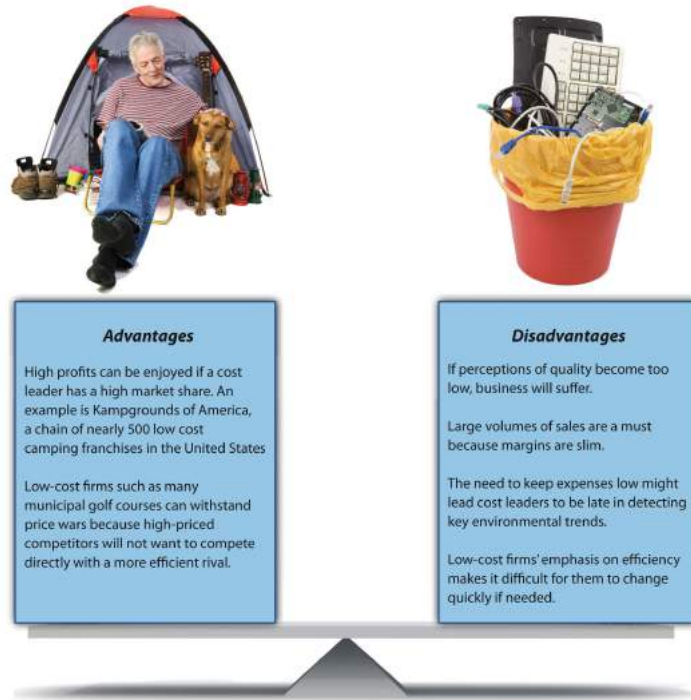 Advantages
High profits can be enjoyed if a cost
leader has a high market share. An
example is Kampgrounds of America,
a chain of nearly 500 low cost
camping franchises in the United States
Low-cost firms such as many
municipal golf courses can withstand
price wars because high-priced
competitors will not want to compete
directly with a more efficient rival.
Disadvantages
If perceptions of quality become too
low, business will suffer.
Large volumes of sales are a must
because margins are slim.
The need to keep expenses low might
lead cost leaders to be late in detecting
key environmental trends.
Low-cost firms' emphasis on efficiency
makes it difficult for them to change
quickly if needed.